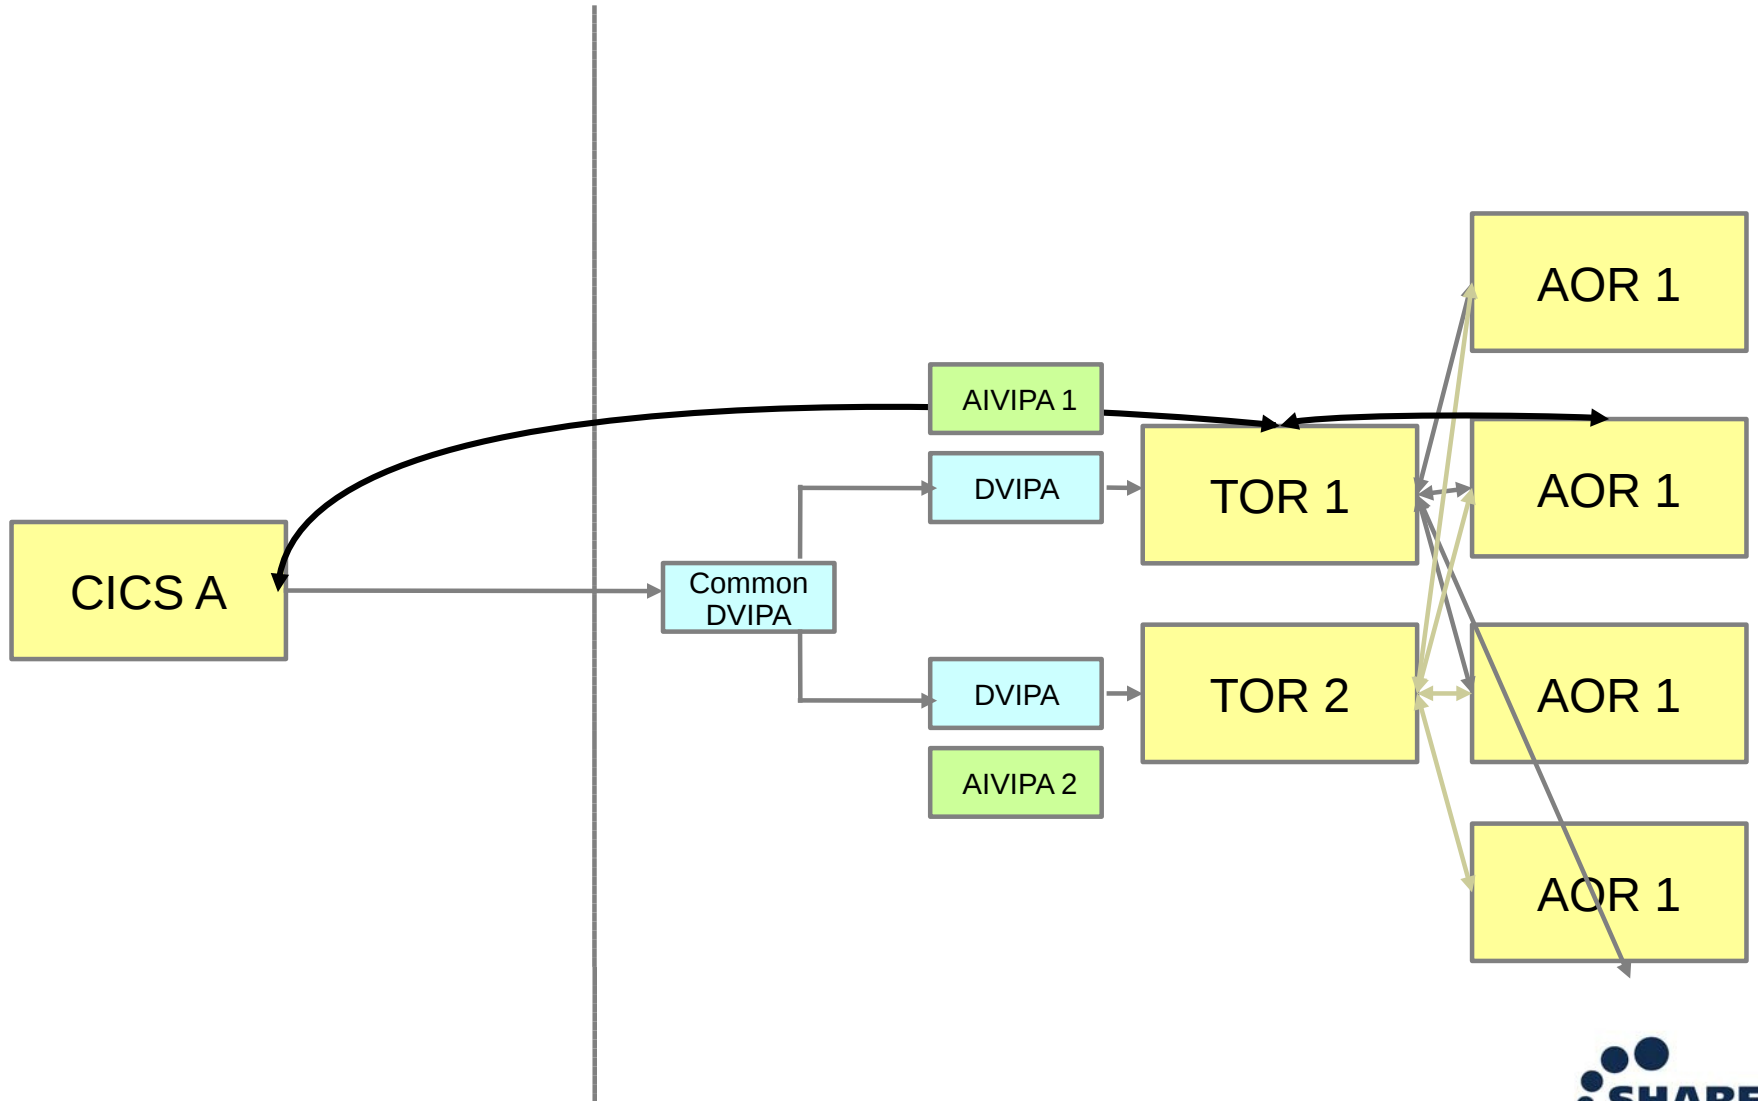 AOR 1
AIVIPA 1
DVIPA
TOR 1
AOR 1
CICS A
Common
DVIPA
DVIPA
TOR 2
AOR 1
AIVIPA 2
AOR 1
SHARE